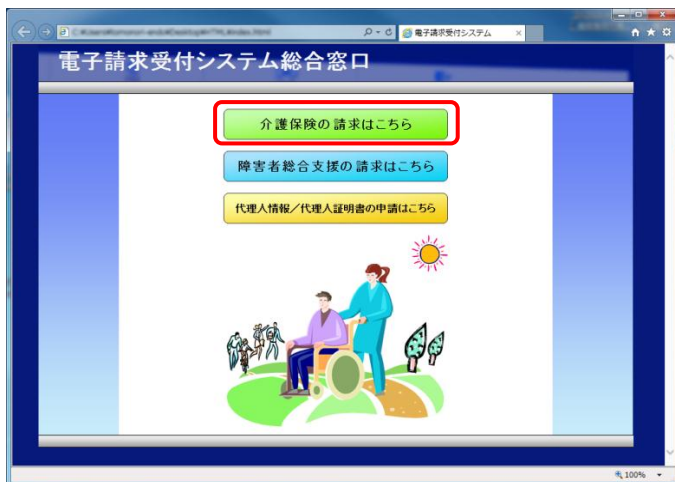 電子請求受付システム
電子請求受付システム総合窓口
介護保険の請求はこちら
障害者総合支援の請求はこちら
代理人情報／代理人証明書の申請はこちら
100%